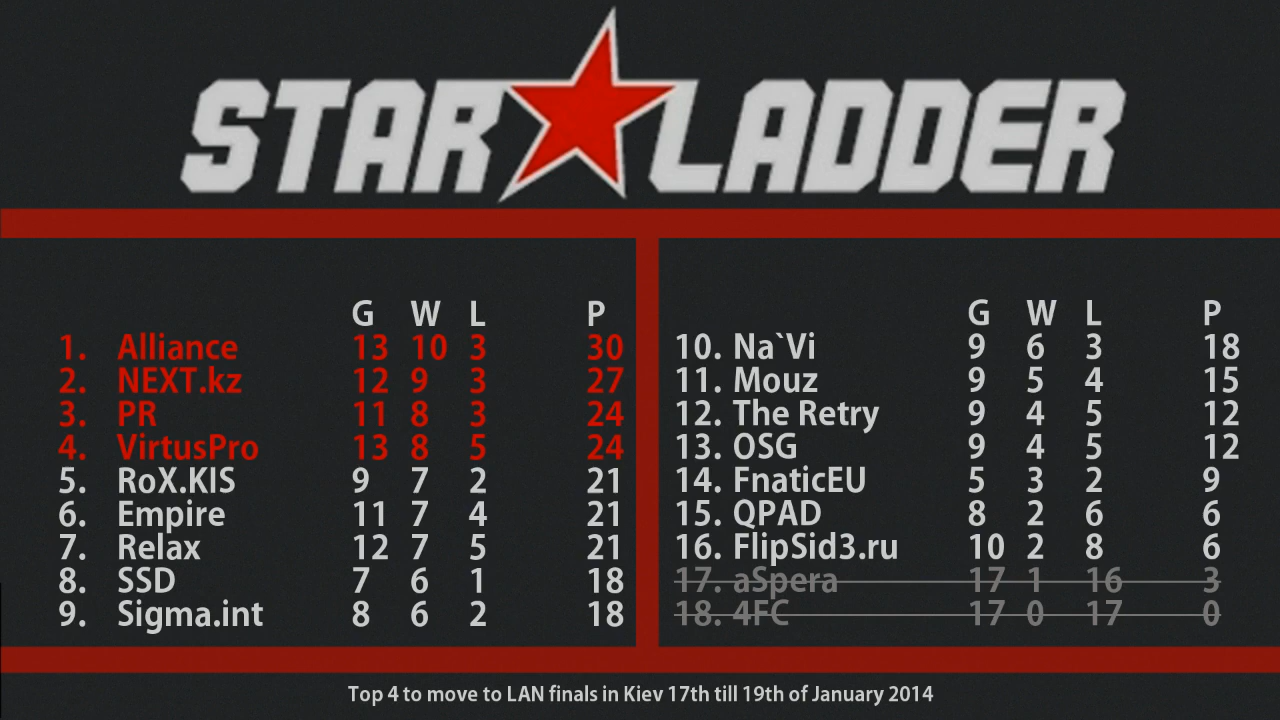 STAR LADDER
G W L P
1. Alliance 13 10 3 30
2. NEXT.kz 12 9 3 27
3. PR 11 8 3 24
4. VirtusPro 13 8 5 24
5. RoX.KIS 9 7 2 21
6. Empire 11 7 4 21
7. Relax 12 7 5 21
8. SSD 7 6 1 18
9. Sigma.int 8 6 2 18
G W L P
10. Na`Vi 9 6 3 18
11. Mouz 9 5 4 15
12. The Retry 9 4 5 12
13. OSG 9 4 5 12
14. FnaticEU 5 3 2 9
15. QPAD 8 2 6 6
16. FlipSid3.ru 10 2 8 6
17. aSpera 17 1 16 3
18. 4FC 17 0 17 0
Top 4 to move to LAN finals in Kiev 17th till 19th of January 2014